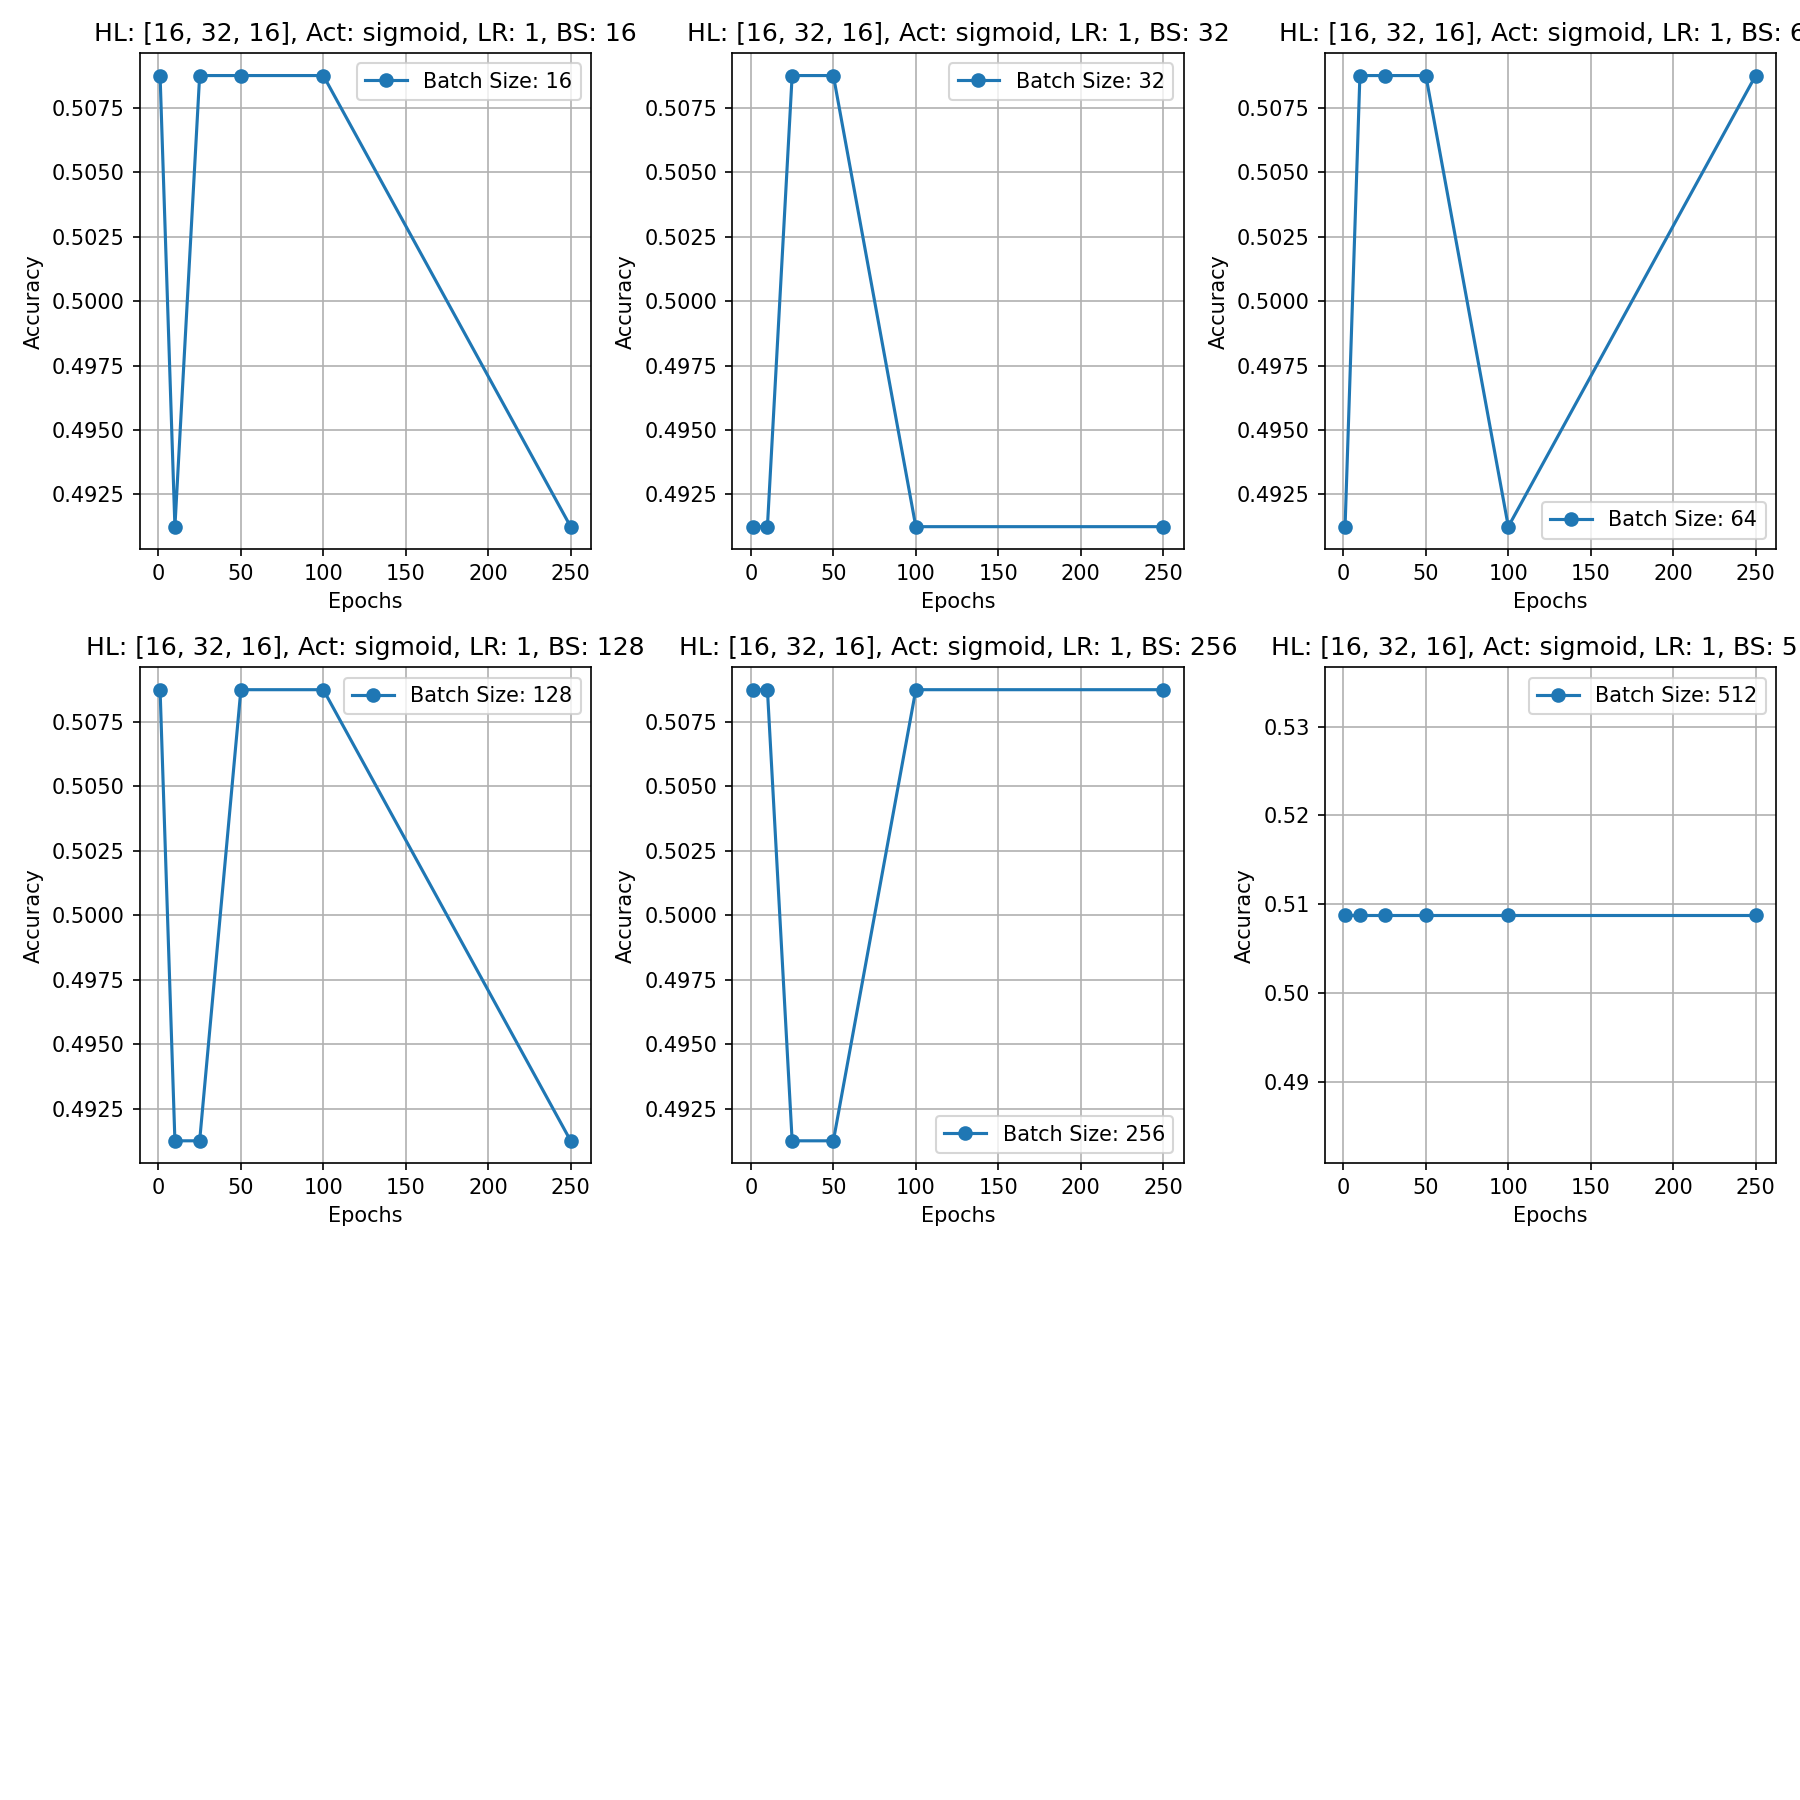 HL: [16, 32, 16], Act: sigmoid, LR: 1, BS: 16
Batch Size: 16
0.5075
0.5050
0.5025
0.5000
0.4975
0.4950
0.4925
Accuracy
0 50 100 150 200 250
Epochs
HL: [16, 32, 16], Act: sigmoid, LR: 1, BS: 32
Batch Size: 32
0.5075
0.5050
0.5025
0.5000
0.4975
0.4950
0.4925
Accuracy
0 50 100 150 200 250
Epochs
HL: [16, 32, 16], Act: sigmoid, LR: 1, BS: 6
0.5075
0.5050
0.5025
0.5000
0.4975
0.4950
0.4925
Accuracy
Batch Size: 64
0 50 100 150 200 250
Epochs
HL: [16, 32, 16], Act: sigmoid, LR: 1, BS: 128
Batch Size: 128
0.5075
0.5050
0.5025
0.5000
0.4975
0.4950
0.4925
Accuracy
0 50 100 150 200 250
Epochs
HL: [16, 32, 16], Act: sigmoid, LR: 1, BS: 256
0.5075
0.5050
0.5025
0.5000
0.4975
0.4950
0.4925
Accuracy
Batch Size: 256
0 50 100 150 200 250
Epochs
HL: [16, 32, 16], Act: sigmoid, LR: 1, BS: 5
Batch Size: 512
0.53
0.52
0.51
0.50
0.49
Accuracy
0 50 100 150 200 250
Epochs